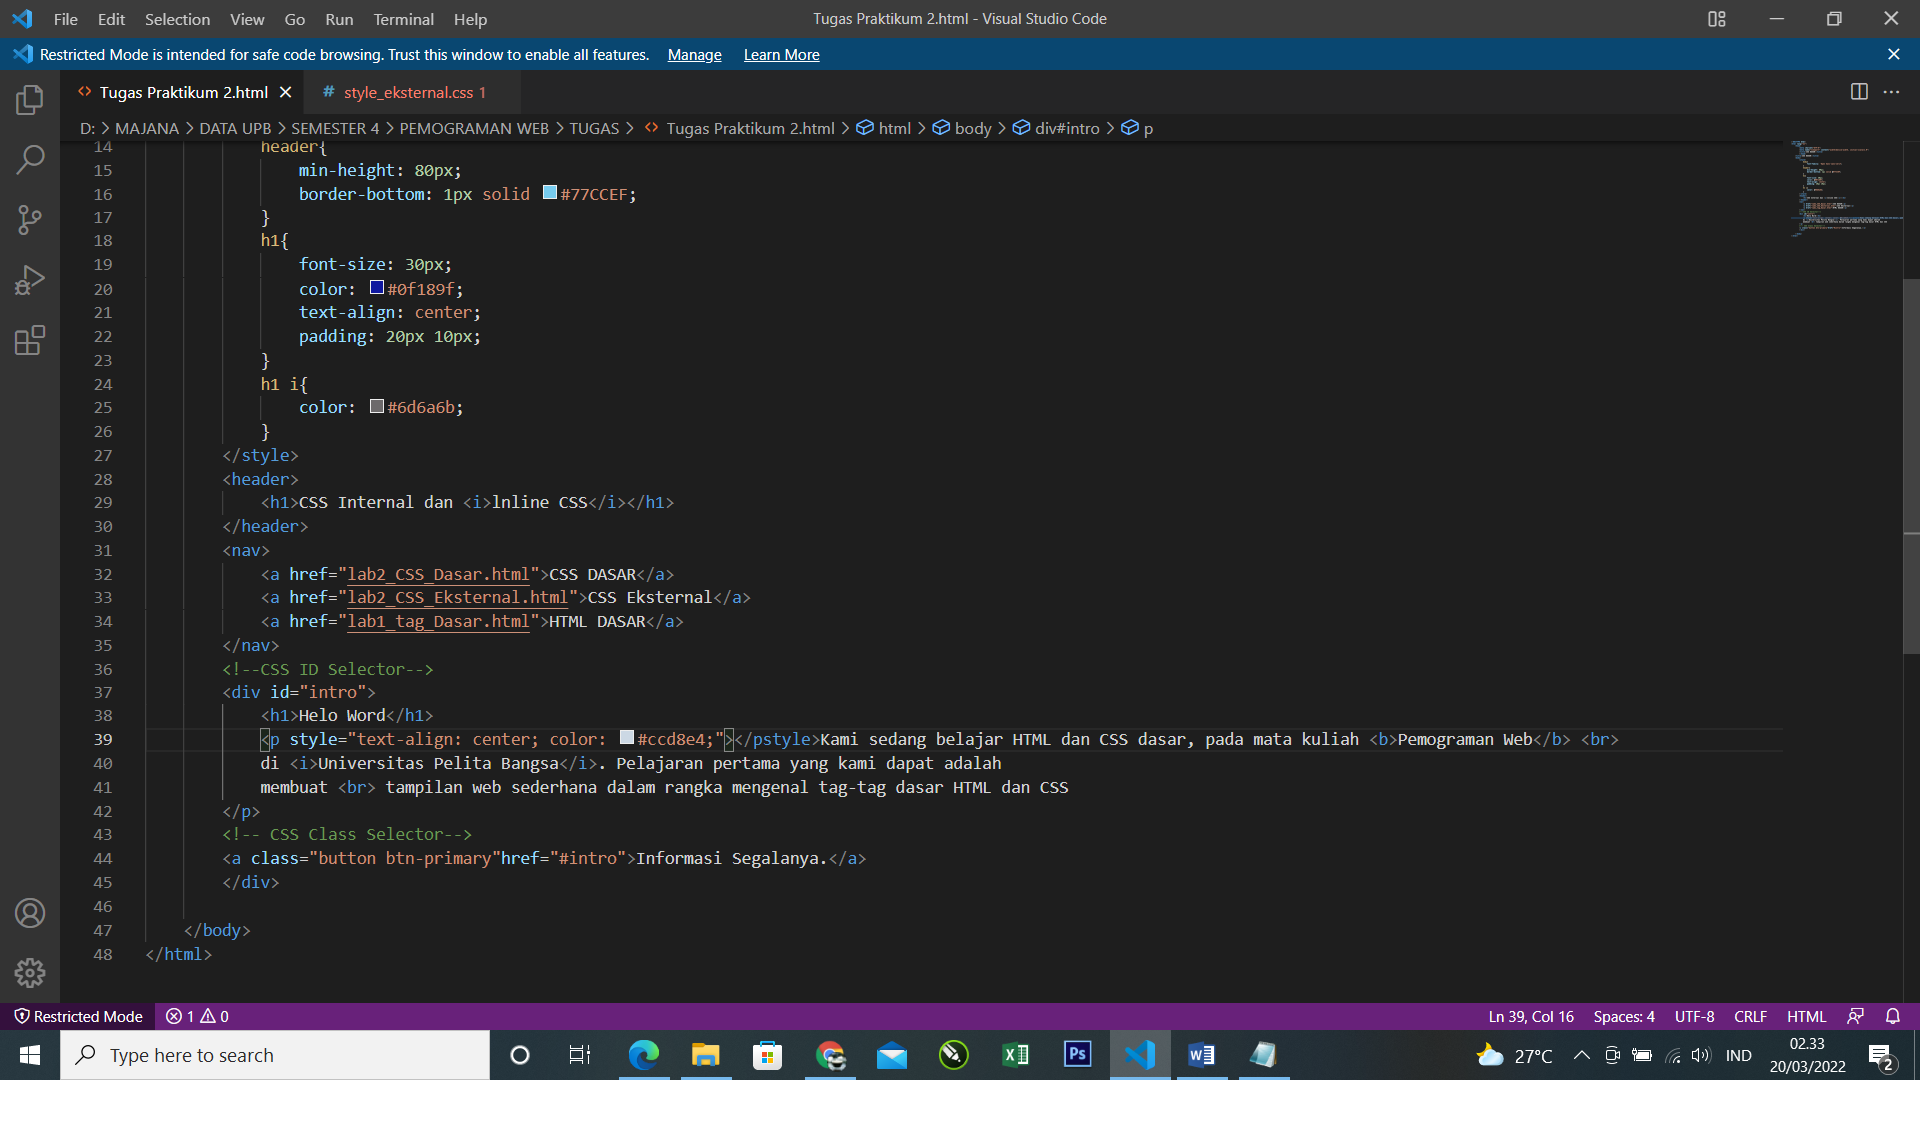 File Edit Selection View Go Run Terminal Help Tugas Praktikum 2.html - Visual Studio Code
Restricted Mode is intended for safe code browsing. Trust this window to enable all features. Manage Learn More
<> Tugas Praktikum 2.html # style_eksternal.css 1
D: > MAJANA > DATA UPB > SEMESTER 4 > PEMOGRAMAN WEB > TUGAS > <> Tugas Praktikum 2.html > html > body > div#intro > p
14 header{
15 min-height: 80px;
16 border-bottom: 1px solid #77CCEF;
17 }
18 h1{
19 font-size: 30px;
20 color: #0f189f;
21 text-align: center;
22 padding: 20px 10px;
23 }
24 h1 i{
25 color: #6d6a6b;
26 }
27 </style>
28 <header>
29 <h1>CSS Internal dan <i>lnline CSS</i></h1>
30 </header>
31 <nav>
32 <a href="lab2_CSS_Dasar.html">CSS DASAR</a>
33 <a href="lab2_CSS_Eksternal.html">CSS Eksternal</a>
34 <a href="lab1_tag_Dasar.html">HTML DASAR</a>
35 </nav>
36 <!--CSS ID Selector-->
37 <div id="intro">
38 <h1>Helo Word</h1>
39 <p style="text-align: center; color: #ccd8e4;"></pstyle>Kami sedang belajar HTML dan CSS dasar, pada mata kuliah <b>Pemograman Web</b> <br>
40 di <i>Universitas Pelita Bangsa</i>. Pelajaran pertama yang kami dapat adalah
41 membuat <br> tampilan web sederhana dalam rangka mengenal tag-tag dasar HTML dan CSS
42 </p>
43 <!-- CSS Class Selector-->
44 <a class="button btn-primary"href="#intro">Informasi Segalanya.</a>
45 </div>
46
47 </body>
48 </html>
Restricted Mode 1 0 Ln 39, Col 16 Spaces: 4 UTF-8 CRLF HTML
Type here to search Ps 27°C IND 02.33
20/03/2022 2